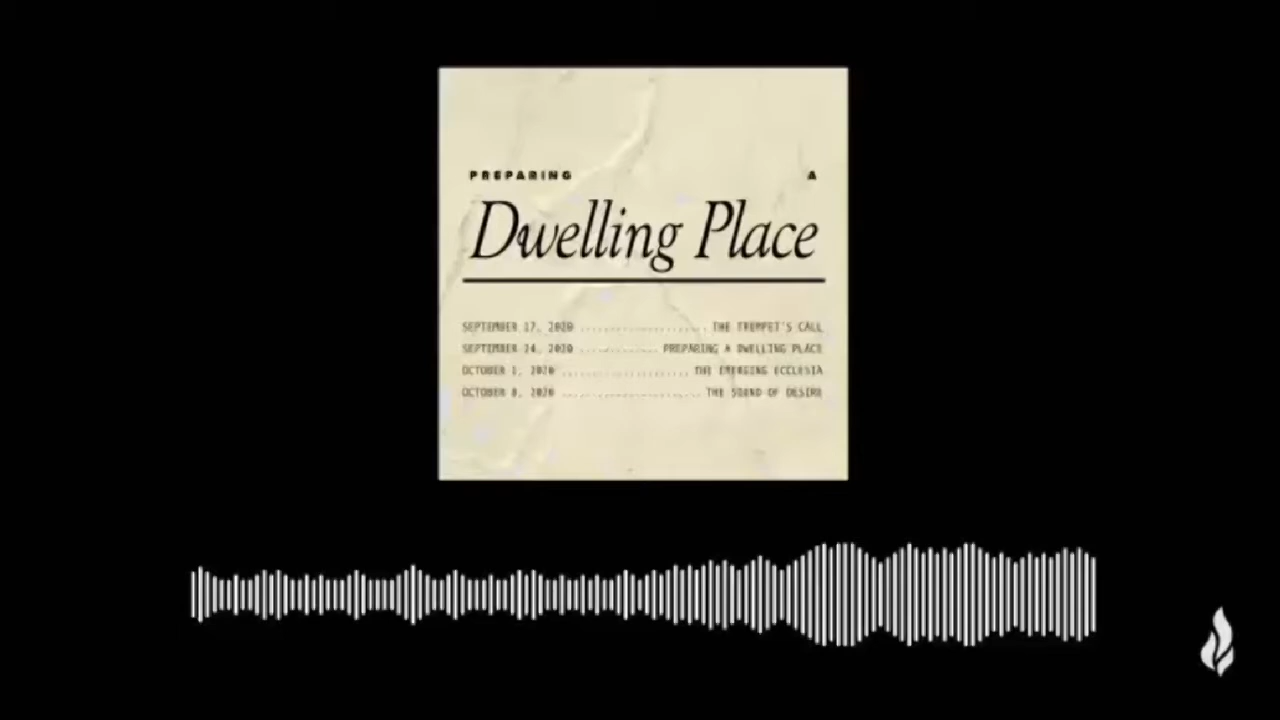 PREPARING A
Dwelling Place
SEPTEMBER 17, 2020 ...................... THE TRUMPET'S CALL
SEPTEMBER 24, 2020 ............. PREPARING A DWELLING PLACE
OCTOBER 1, 2020 ...................... THE EMERGING ECCLESIA
OCTOBER 8, 2020 ........................ THE SOUND OF DESIRE